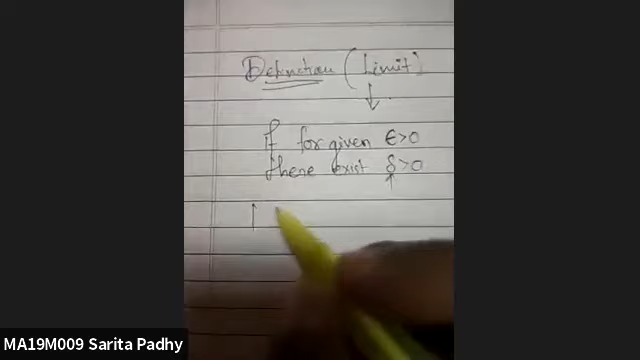 Definition (Limit)
If for given ϵ>0
there exist δ>0
MA19M009 Sarita Padhy